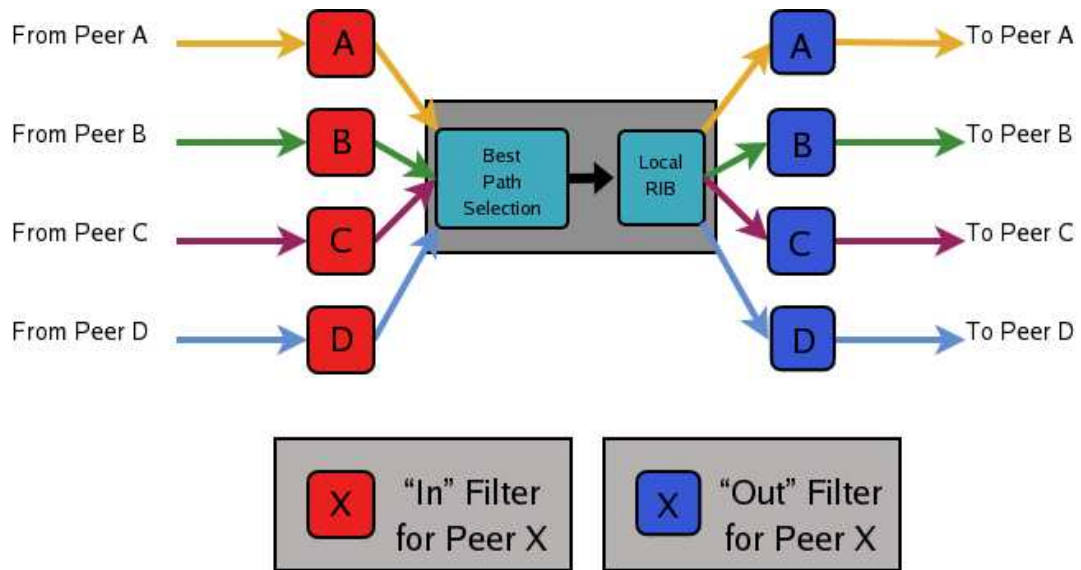 From Peer A
A
A
To Peer A
From Peer B
B
B
To Peer B
Best
Path
Selection
Local
RIB
From Peer C
C
C
To Peer C
From Peer D
D
D
To Peer D
X
“In” Filter
for Peer X
X
“Out” Filter
for Peer X